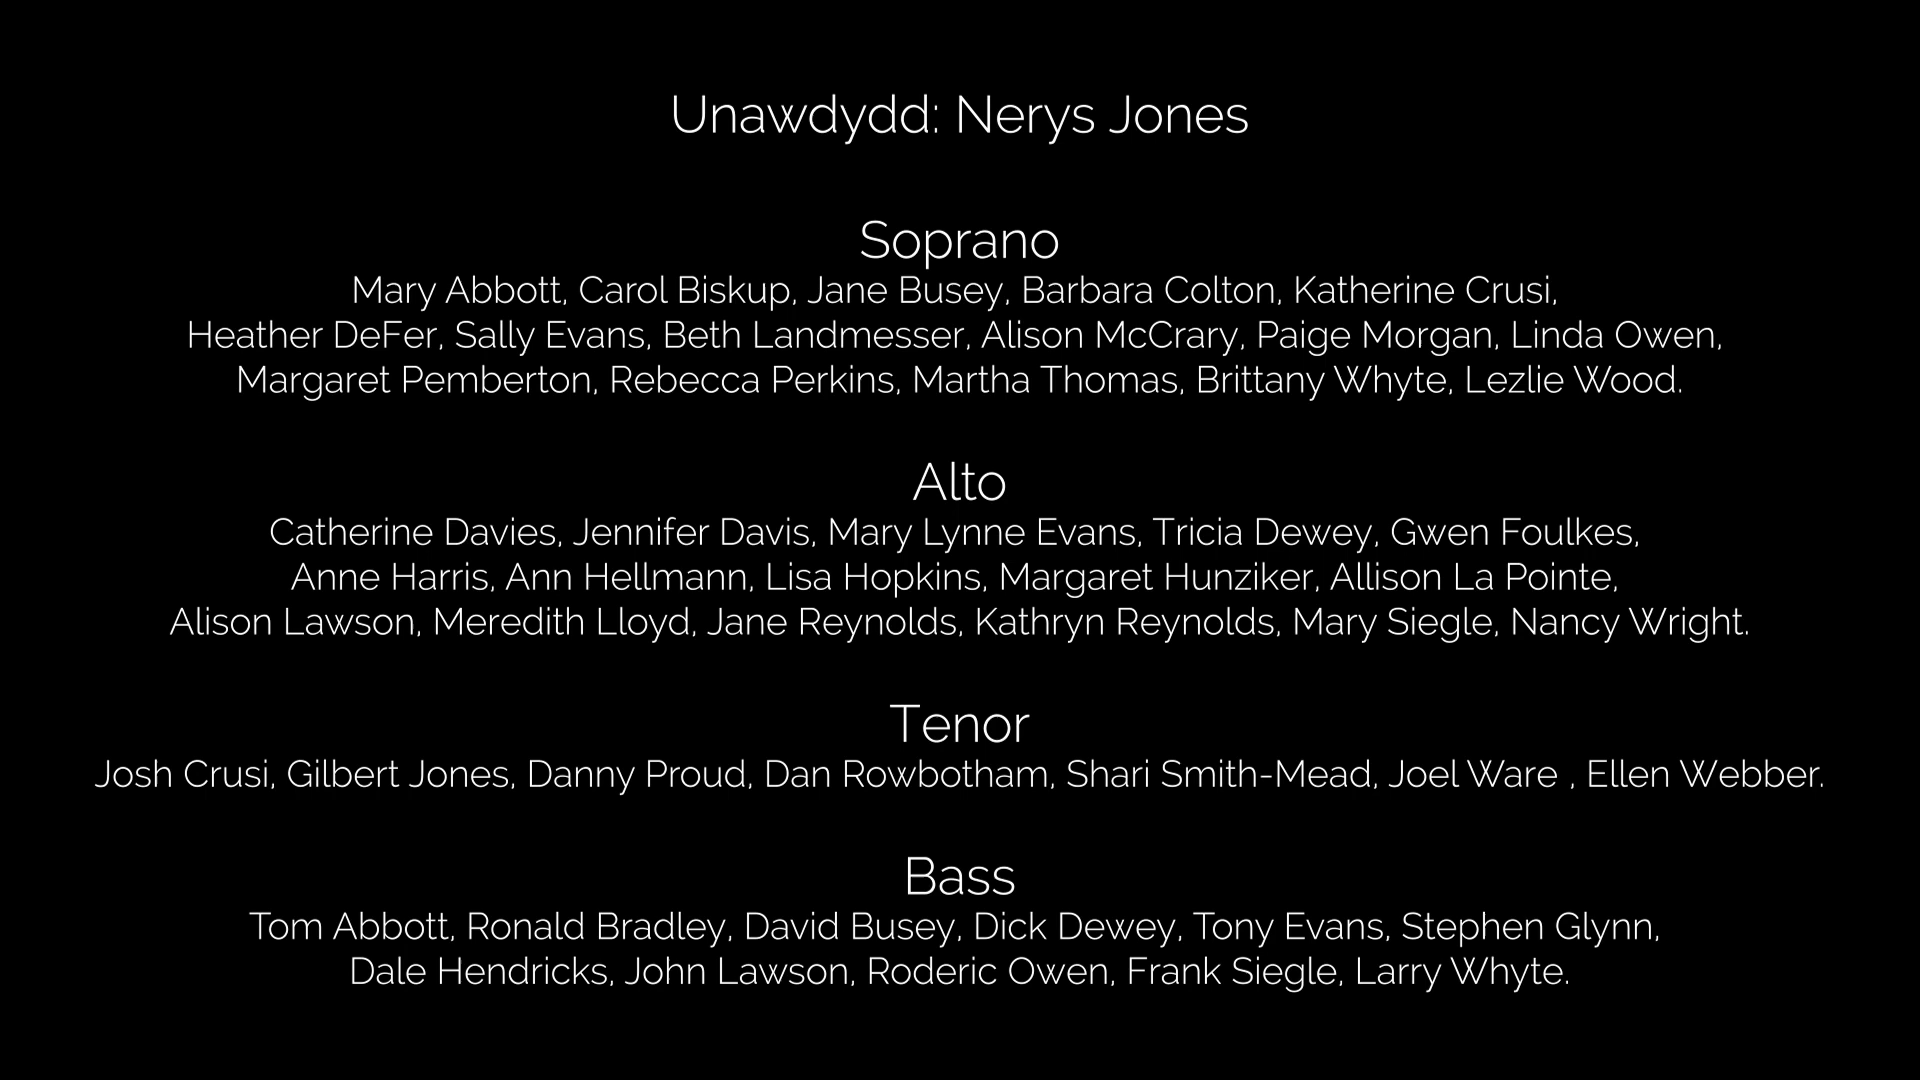 Unawdydd: Nerys Jones
Soprano
Mary Abbott, Carol Biskup, Jane Busey, Barbara Colton, Katherine Crusi,
Heather DeFer, Sally Evans, Beth Landmesser, Alison McCrary, Paige Morgan, Linda Owen,
Margaret Pemberton, Rebecca Perkins, Martha Thomas, Brittany Whyte, Lezlie Wood.
Alto
Catherine Davies, Jennifer Davis, Mary Lynne Evans, Tricia Dewey, Gwen Foulkes,
Anne Harris, Ann Hellmann, Lisa Hopkins, Margaret Hunziker, Allison La Pointe,
Alison Lawson, Meredith Lloyd, Jane Reynolds, Kathryn Reynolds, Mary Siegle, Nancy Wright.
Tenor
Josh Crusi, Gilbert Jones, Danny Proud, Dan Rowbotham, Shari Smith-Mead, Joel Ware , Ellen Webber.
Bass
Tom Abbott, Ronald Bradley, David Busey, Dick Dewey, Tony Evans, Stephen Glynn,
Dale Hendricks, John Lawson, Roderic Owen, Frank Siegle, Larry Whyte.